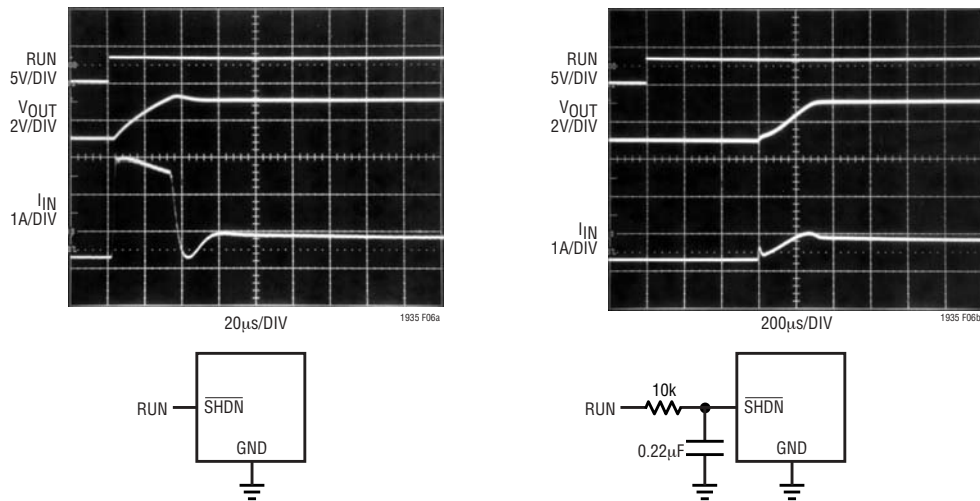 RUN
5V/DIV
VOUT
2V/DIV
IIN
1A/DIV
20µs/DIV
1935 F06a
RUN
SHDN
GND
RUN
5V/DIV
VOUT
2V/DIV
IIN
1A/DIV
200µs/DIV
1935 F06b
RUN
10k
0.22µF
SHDN
GND